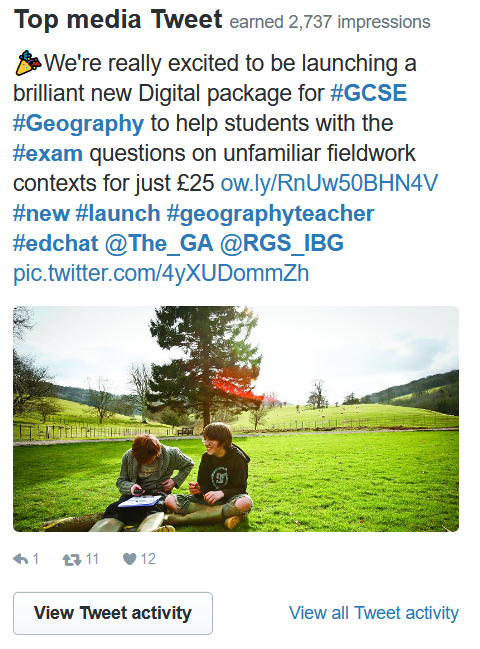 Top media Tweet earned 2,737 impressions
🎉We're really excited to be launching a
brilliant new Digital package for #GCSE
#Geography to help students with the
#exam questions on unfamiliar fieldwork
contexts for just £25 ow.ly/RnUw50BHN4V
#new #launch #geographyteacher
#edchat @The_GA @RGS_IBG
pic.twitter.com/4yXUDommZh
1 11 12
View Tweet activity View all Tweet activity